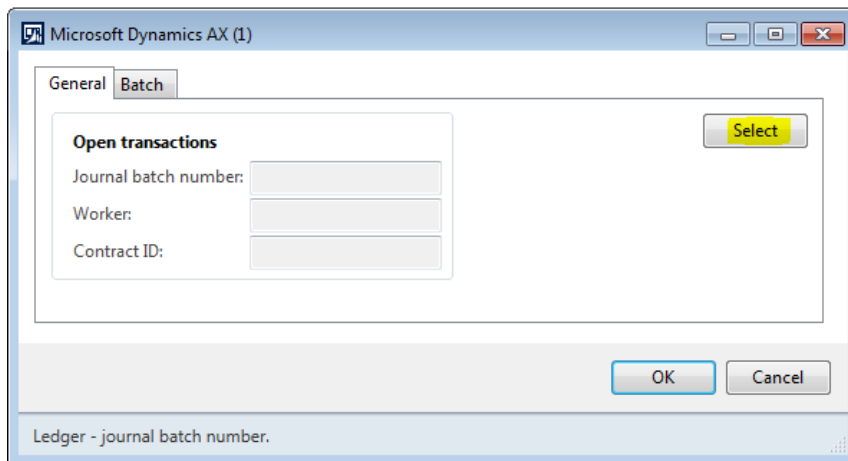 Microsoft Dynamics AX (1)
General Batch
Select
Open transactions
Journal batch number:
Worker:
Contract ID:
OK Cancel
Ledger - journal batch number.